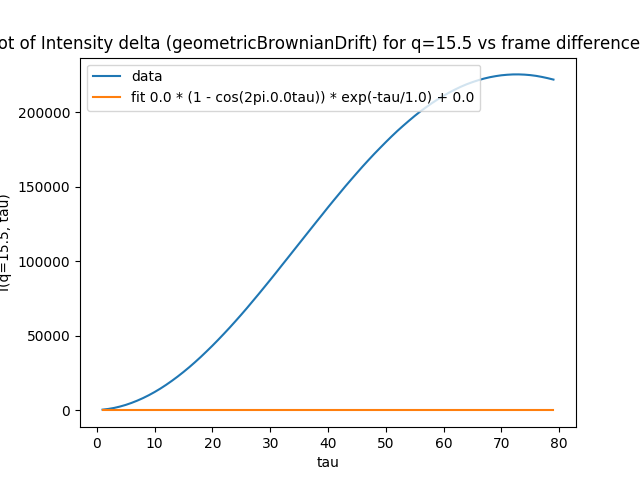 ot of Intensity delta (geometricBrownianDrift) for q=15.5 vs frame difference
data
fit 0.0 * (1 - cos(2pi.0.0tau)) * exp(-tau/1.0) + 0.0
I(q=15.5, tau)
200000
150000
100000
50000
0
0 10 20 30 40 50 60 70 80
tau